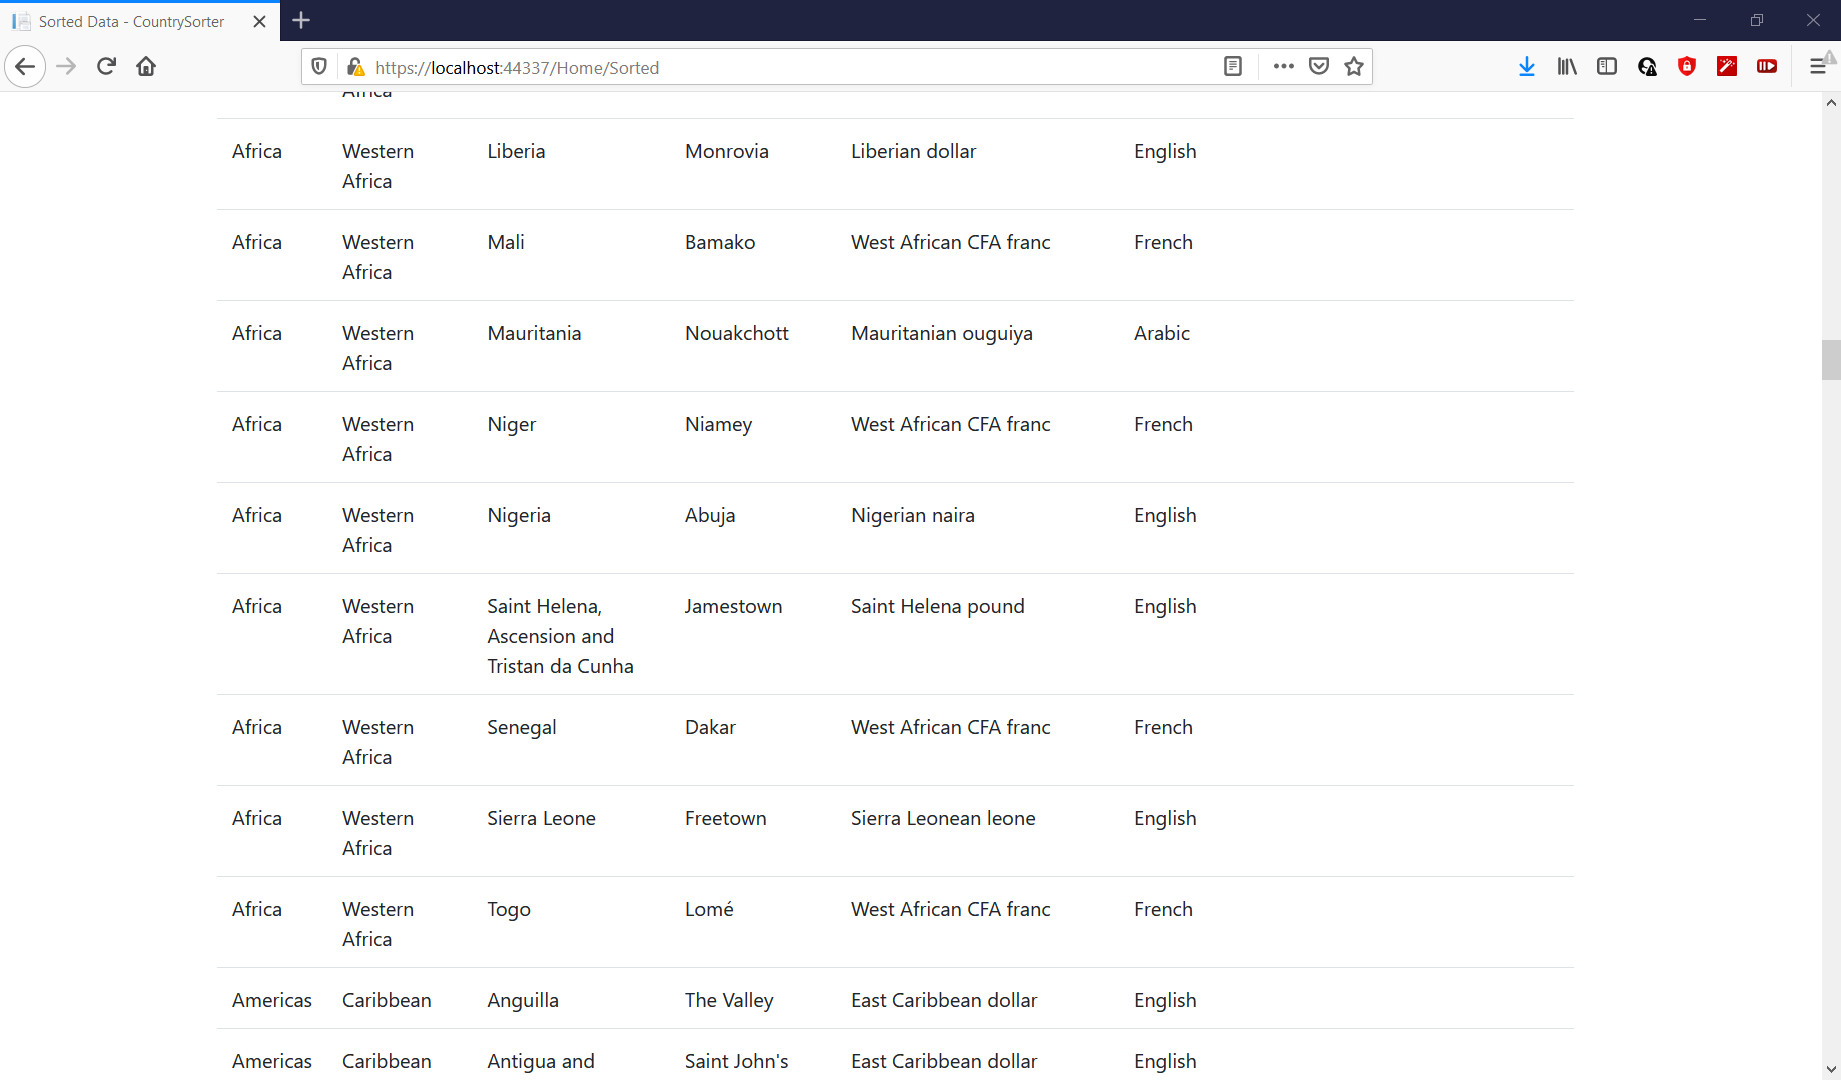 Sorted Data - CountrySorter
https://localhost:44337/Home/Sorted
Africa
Africa Western Liberia Monrovia Liberian dollar English
Africa
Africa Western Mali Bamako West African CFA franc French
Africa
Africa Western Mauritania Nouakchott Mauritanian ouguiya Arabic
Africa
Africa Western Niger Niamey West African CFA franc French
Africa
Africa Western Nigeria Abuja Nigerian naira English
Africa
Africa Western Saint Helena, Jamestown Saint Helena pound English
Africa Ascension and
Tristan da Cunha
Africa Western Senegal Dakar West African CFA franc French
Africa
Africa Western Sierra Leone Freetown Sierra Leonean leone English
Africa
Africa Western Togo Lomé West African CFA franc French
Africa
Americas Caribbean Anguilla The Valley East Caribbean dollar English
Americas Caribbean Antigua and Saint John's East Caribbean dollar English